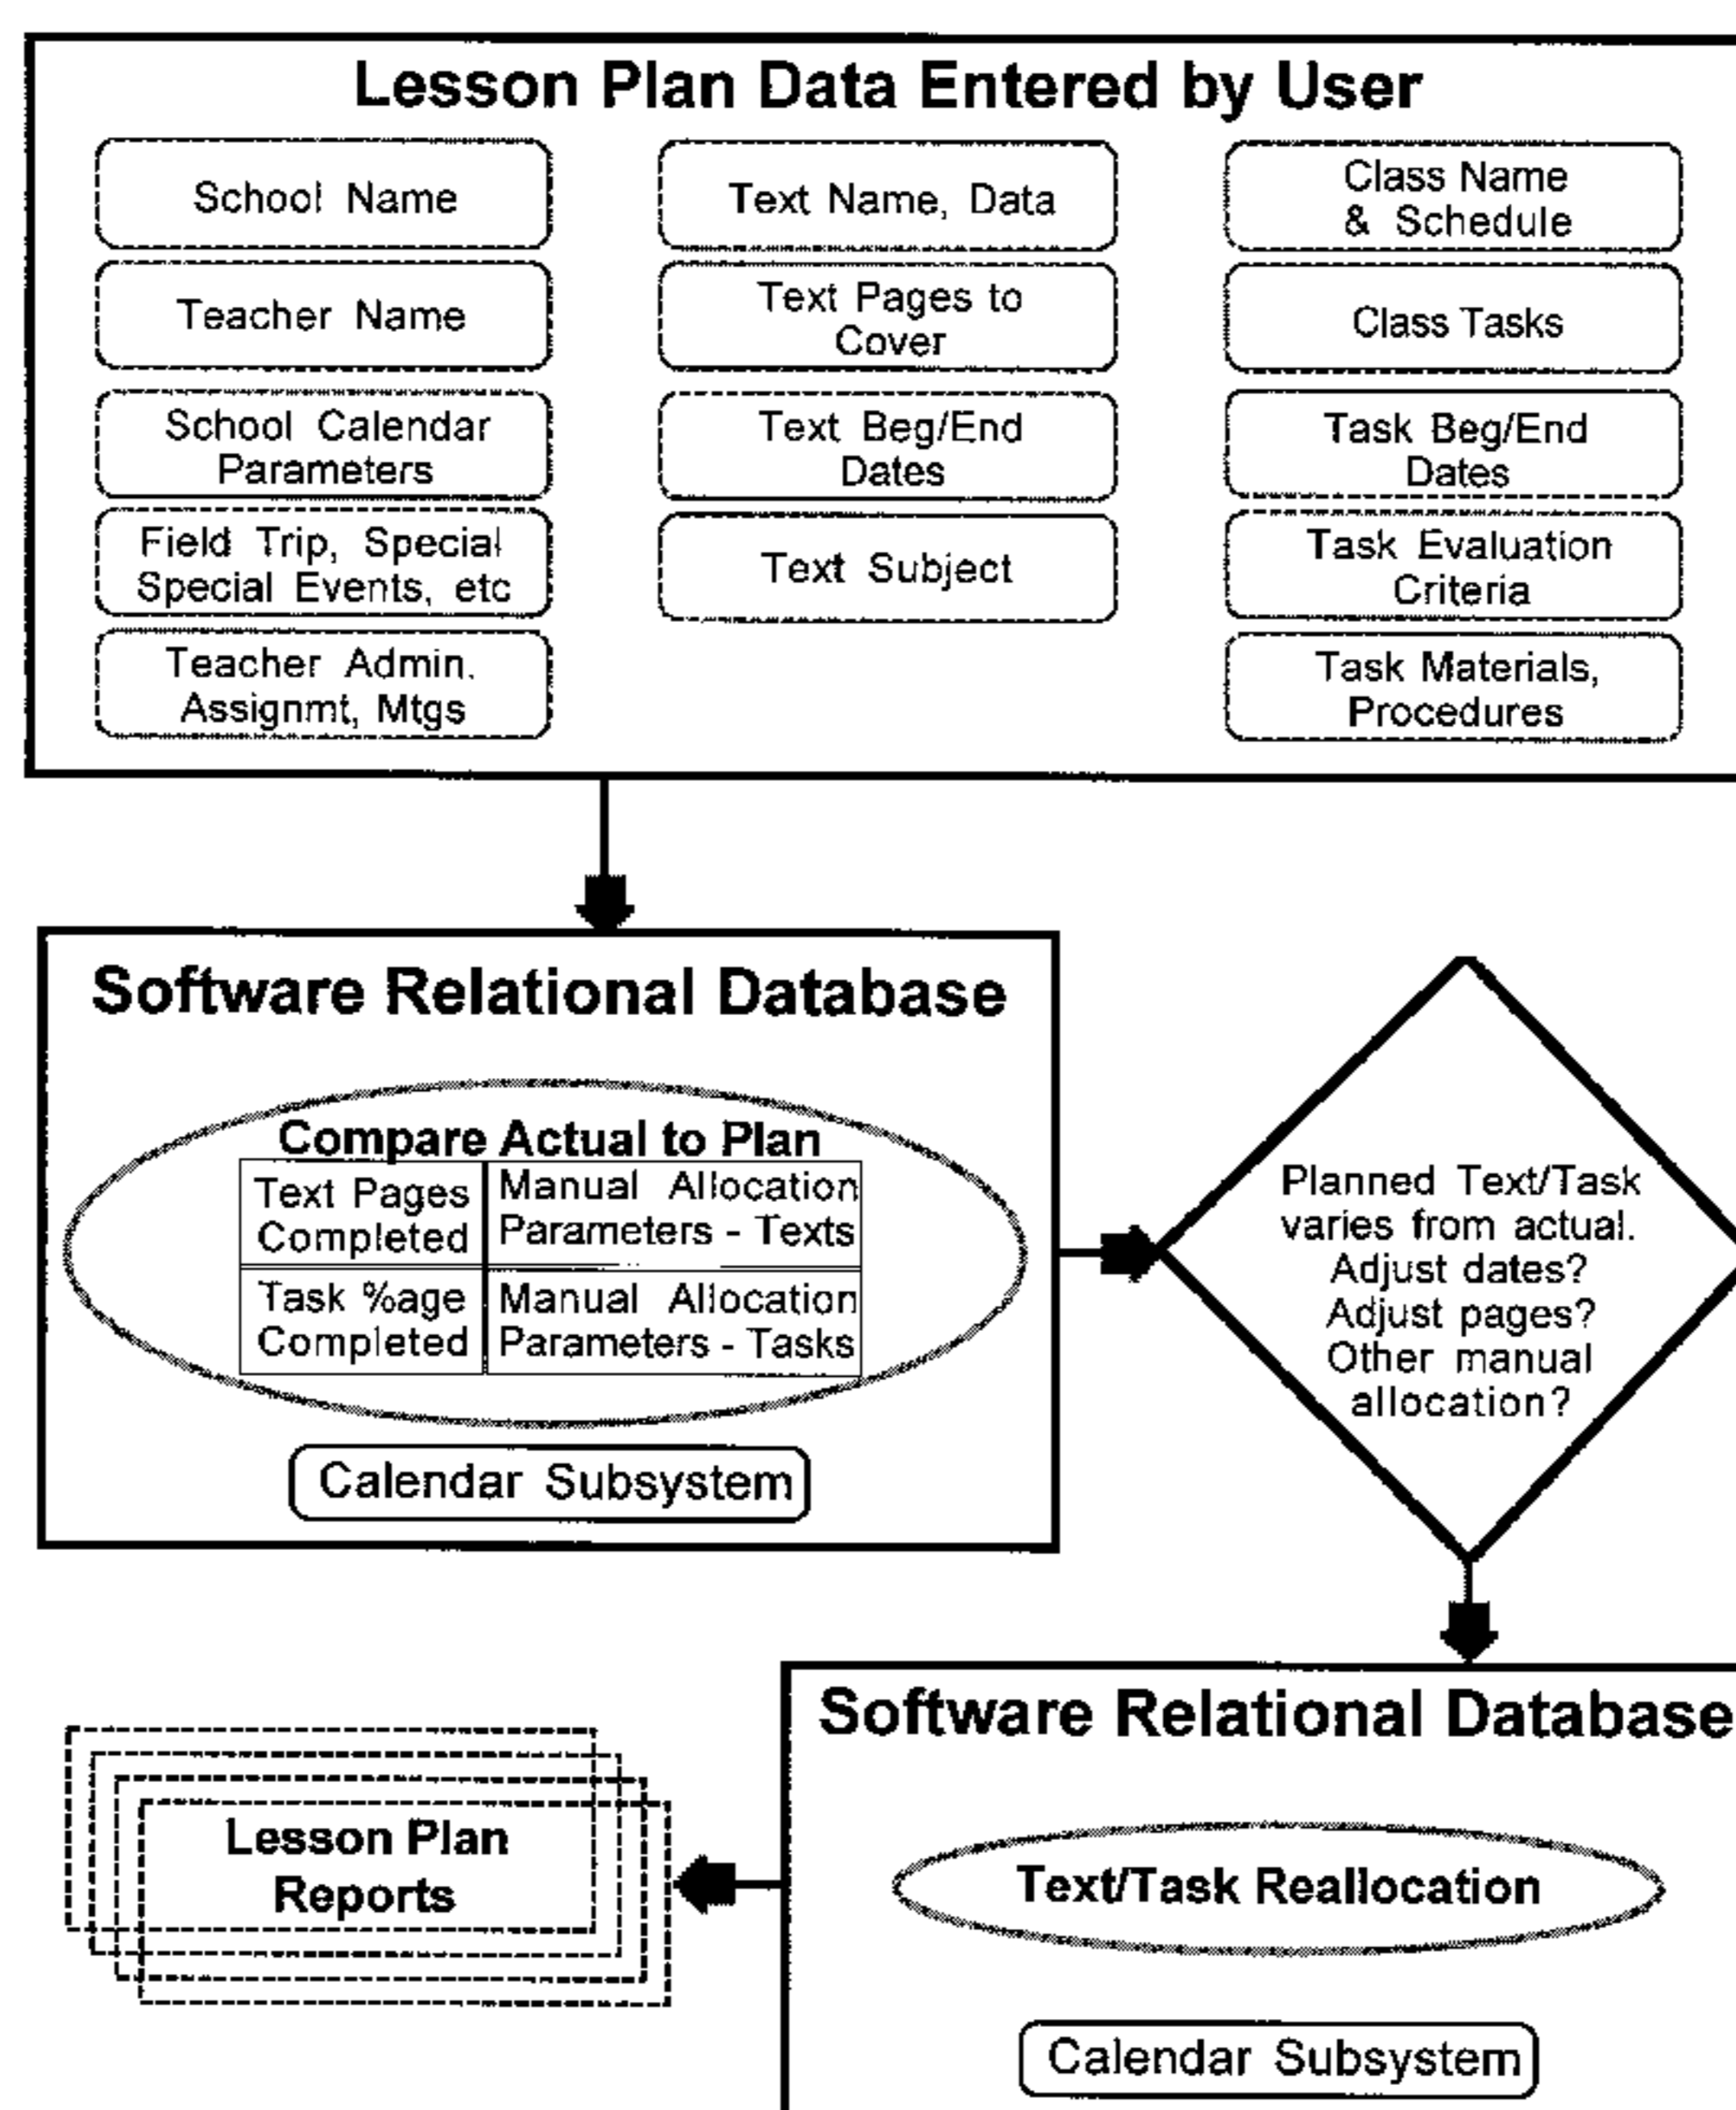 Lesson Plan Data Entered by User
School Name
Teacher Name
School Calendar
Parameters
Field Trip, Special
Special Events, etc
Teacher Admin.
Assignmt, Mtgs
Text Name, Data
Text Pages to
Cover
Text Beg/End
Dates
Text Subject
Class Name
& Schedule
Class Tasks
Task Beg/End
Dates
Task Evaluation
Criteria
Task Materials,
Procedures
Software Relational Database
Compare Actual to Plan
Text Pages
Completed
Manual Allocation
Parameters - Texts
Task %age
Completed
Manual Allocation
Parameters - Tasks
Calendar Subsystem
Planned Text/Task
varies from actual.
Adjust dates?
Adjust pages?
Other manual
allocation?
Software Relational Database
Text/Task Reallocation
Calendar Subsystem
Lesson Plan
Reports